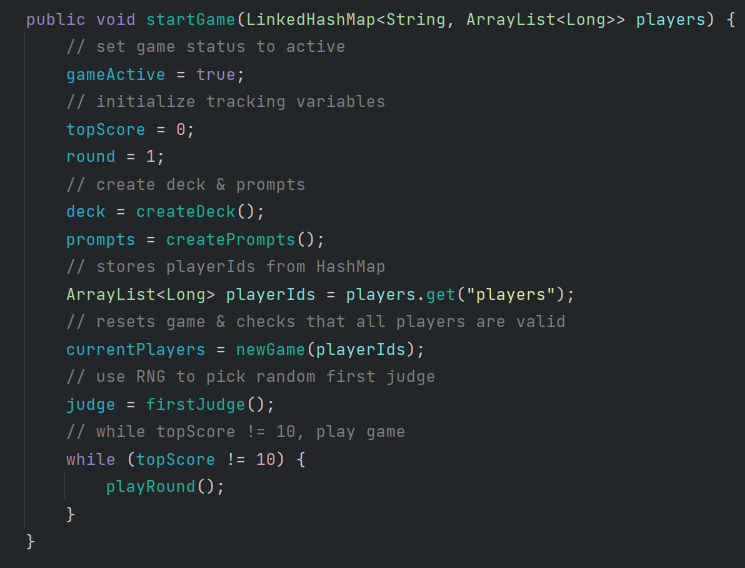 public void startGame(LinkedHashMap<String, ArrayList<Long>> players) {
// set game status to active
gameActive = true;
// initialize tracking variables
topScore = 0;
round = 1;
// create deck & prompts
deck = createDeck();
prompts = createPrompts();
// stores playerIds from HashMap
ArrayList<Long> playerIds = players.get("players");
// resets game & checks that all players are valid
currentPlayers = newGame(playerIds);
// use RNG to pick random first judge
judge = firstJudge();
// while topScore != 10, play game
while (topScore != 10) {
playRound();
}
}